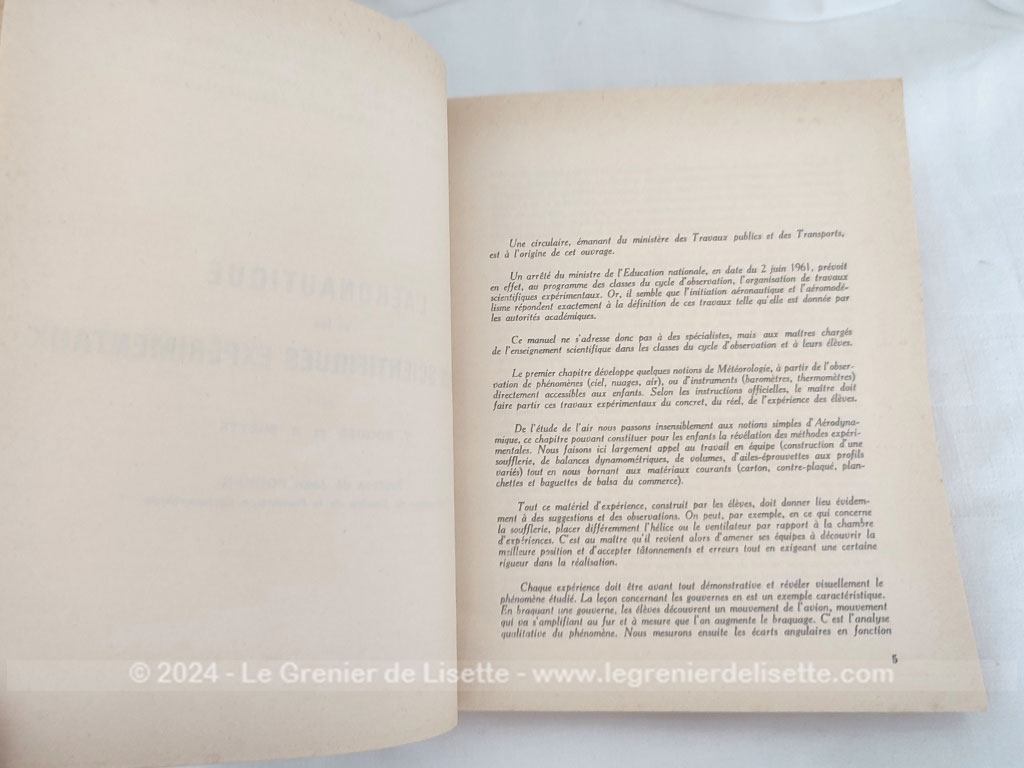 L'AERONAUTIQUE
et les
SCIENTIFIQUES EXPÉRIMENTAUX
Une circulaire, émanant du ministère des Travaux publics et des Transports,
est à l'origine de cet ouvrage.
Un arrêté du ministre de l'Education nationale, en date du 2 juin 1961, prévoit
en effet, au programme des classes du cycle d'observation, l'organisation de travaux
scientifiques expérimentaux. Or, il semble que l'initiation aéronautique et l'aéromodé-
lisme répondent exactement à la définition de ces travaux telle qu'elle est donnée par
les autorités académiques.
Ce manuel ne s'adresse donc pas à des spécialistes, mais aux maîtres chargés
de l'enseignement scientifique dans les classes du cycle d'observation et à leurs élèves.
Le premier chapitre développe quelques notions de Météorologie, à partir de l'obser-
vation de phénomènes (ciel, nuages, air), ou d'instruments (baromètres, thermomètres)
directement accessibles aux enfants. Selon les instructions officielles, le maître doit
faire partir ces travaux expérimentaux du concret, du réel, de l'expérience des élèves.
De l'étude de l'air nous passons insensiblement aux notions simples d'Aérodyna-
mique, ce chapitre pouvant constituer pour les enfants la révélation des méthodes expéri-
mentales. Nous faisons ici largement appel au travail en équipe (construction d'une
soufflerie, de balances dynamométriques, de volumes, d'ailes-éprouvettes aux profils
variés) tout en nous bornant aux matériaux courants (carton, contre-plaqué, plan-
chettes et baguettes de balsa du commerce).
Tout ce matériel d'expérience, construit par les élèves, doit donner lieu évidem-
ment à des suggestions et des observations. On peut, par exemple, en ce qui concerne
la soufflerie, placer différemment l'hélice ou le ventilateur par rapport à la chambre
d'expériences. C'est au maître qu'il revient alors d'amener ses équipes à découvrir la
meilleure position et d'accepter tâtonnements et erreurs tout en exigeant une certaine
rigueur dans la réalisation.
Chaque expérience doit être avant tout démonstrative et révéler visuellement le
phénomène étudié. La leçon concernant les gouvernes en est un exemple caractéristique.
En braquant une gouverne, les élèves découvrent un mouvement de l'avion, mouvement
qui va s'amplifiant au fur et à mesure que l'on augmente le braquage. C'est l'analyse
qualitative du phénomène. Nous mesurons ensuite les écarts angulaires en fonction
5
© 2024 - Le Grenier de Lisette - www.legrenierdelisette.com